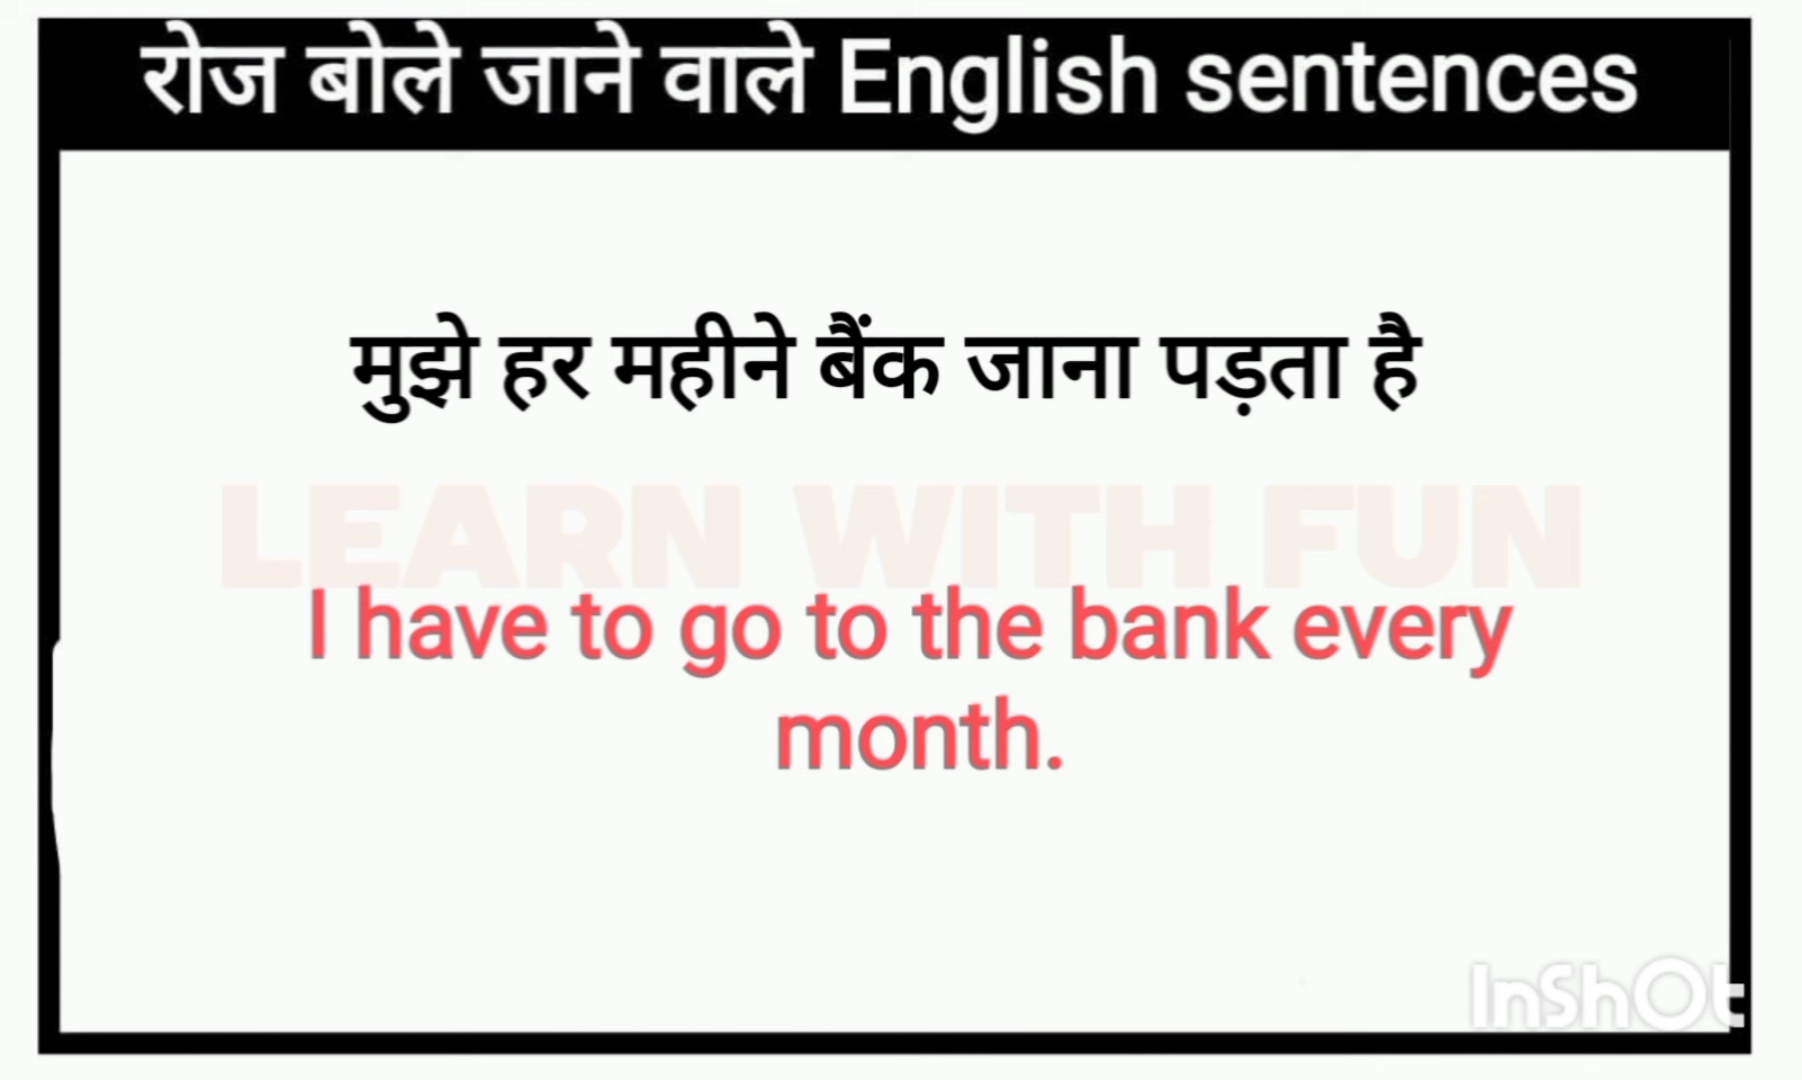 रोज बोले जाने वाले English sentences
मुझे हर महीने बैंक जाना पड़ता है
LEARN WITH FUN
I have to go to the bank every
month.
InShOt